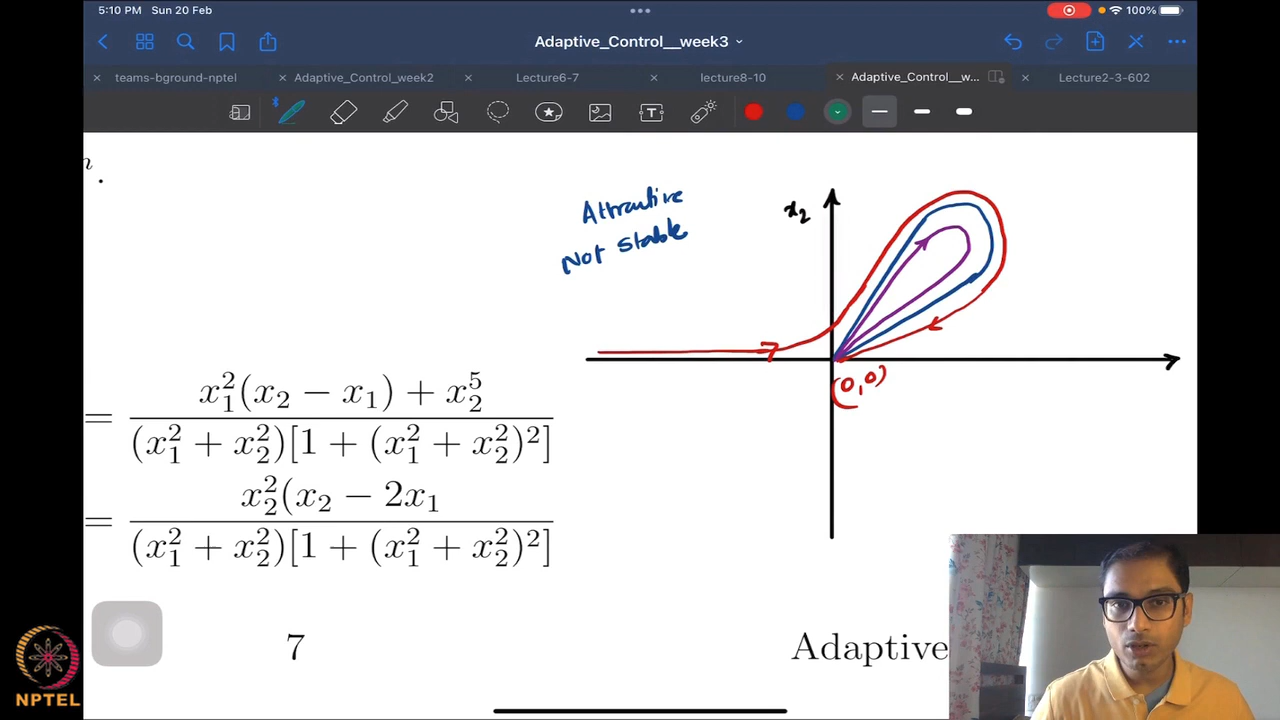 5:10 PM Sun 20 Feb
100%
Adaptive_Control__week3
teams-bground-nptel
Adaptive_Control_week2
Lecture6-7
lecture8-10
Adaptive_Control__w...
Lecture2-3-602
n
.
Attractive
Not stable
x₂
(0,0)
= \frac{x_1^2(x_2 - x_1) + x_2^5}{(x_1^2 + x_2^2)[1 + (x_1^2 + x_2^2)^2]}
= \frac{x_2^2(x_2 - 2x_1}{(x_1^2 + x_2^2)[1 + (x_1^2 + x_2^2)^2]}
7
Adaptive
NPTEL